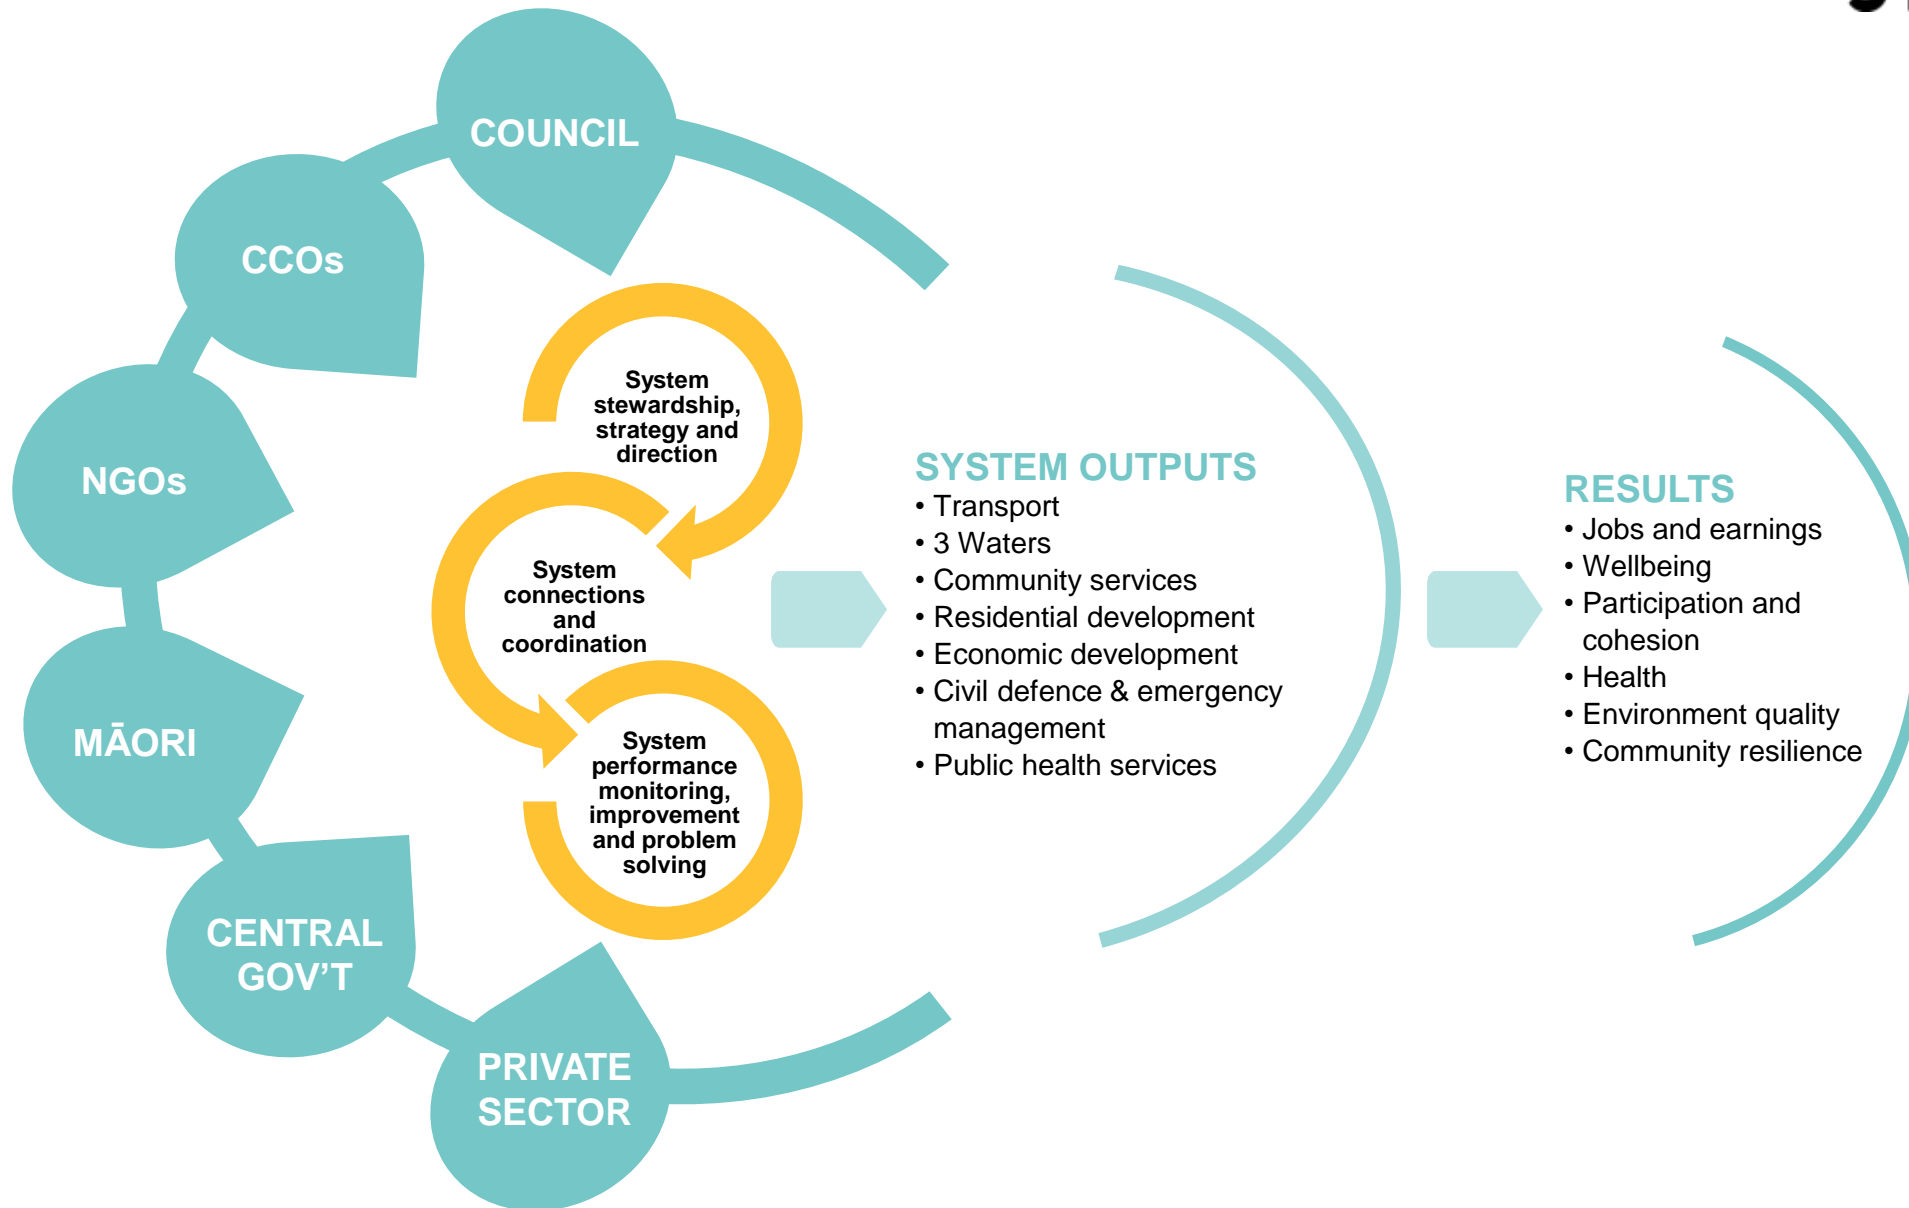 COUNCIL
CCOs
NGOs
MĀORI
CENTRAL
GOV’T
PRIVATE
SECTOR
System
stewardship,
strategy and
direction
System
connections
and
coordination
System
performance
monitoring,
improvement
and problem
solving
SYSTEM OUTPUTS
• Transport
• 3 Waters
• Community services
• Residential development
• Economic development
• Civil defence & emergency
management
• Public health services
RESULTS
• Jobs and earnings
• Wellbeing
• Participation and
cohesion
• Health
• Environment quality
• Community resilience